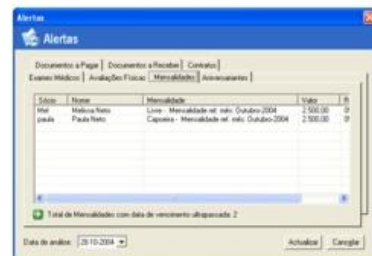 Alertas
Alertas
Documentos a Pagar Documentos a Receber Contratos
Exames Médicos Avaliações Físicas Mensalidades Aniversariantes
Sócio Nome Mensalidade Valor
Mel Melissa Neto Livre - Mensalidade ref. mês: Outubro-2004 2.500,00
paula Paula Neto Capoeira - Mensalidade ref. mês: Outubro-2004 2.500,00
Total de Mensalidades com data de vencimento ultrapassada: 2
Data de análise: 28-10-2004 Actualizar Cancelar